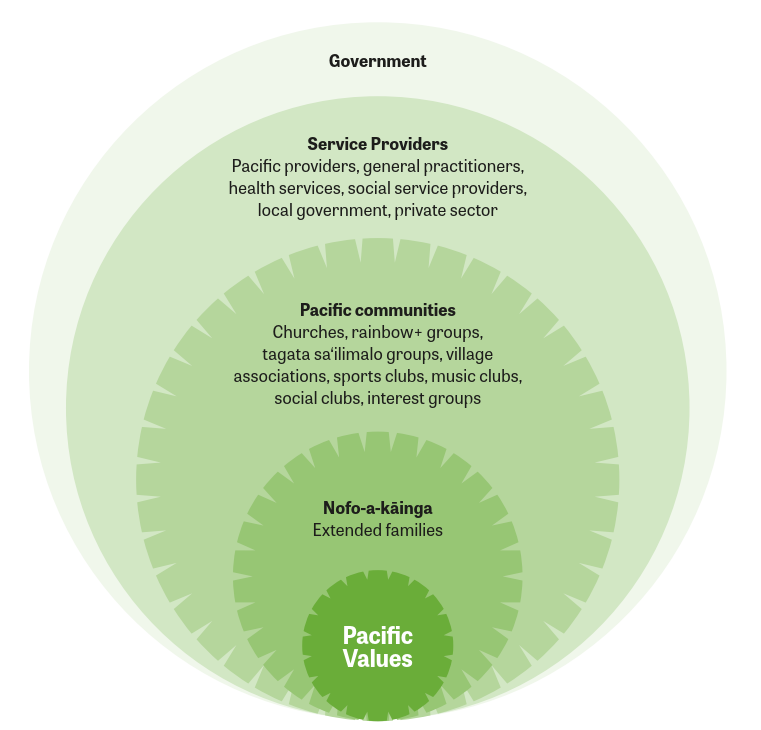 Government
Service Providers
Pacific providers, general practitioners,
health services, social service providers,
local government, private sector
Pacific communities
Churches, rainbow+ groups,
tagata sa‘ilimalo groups, village
associations, sports clubs, music clubs,
social clubs, interest groups
Nofo-a-kāinga
Extended families
Pacific
Values